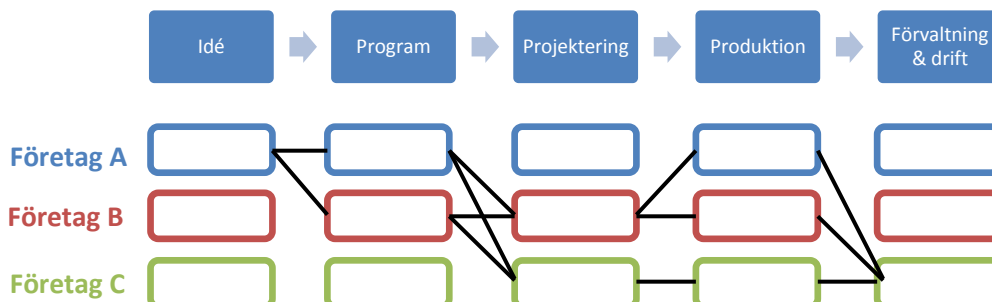 Idé
Program
Projektering
Produktion
Förvaltning
& drift
Företag A
Företag B
Företag C